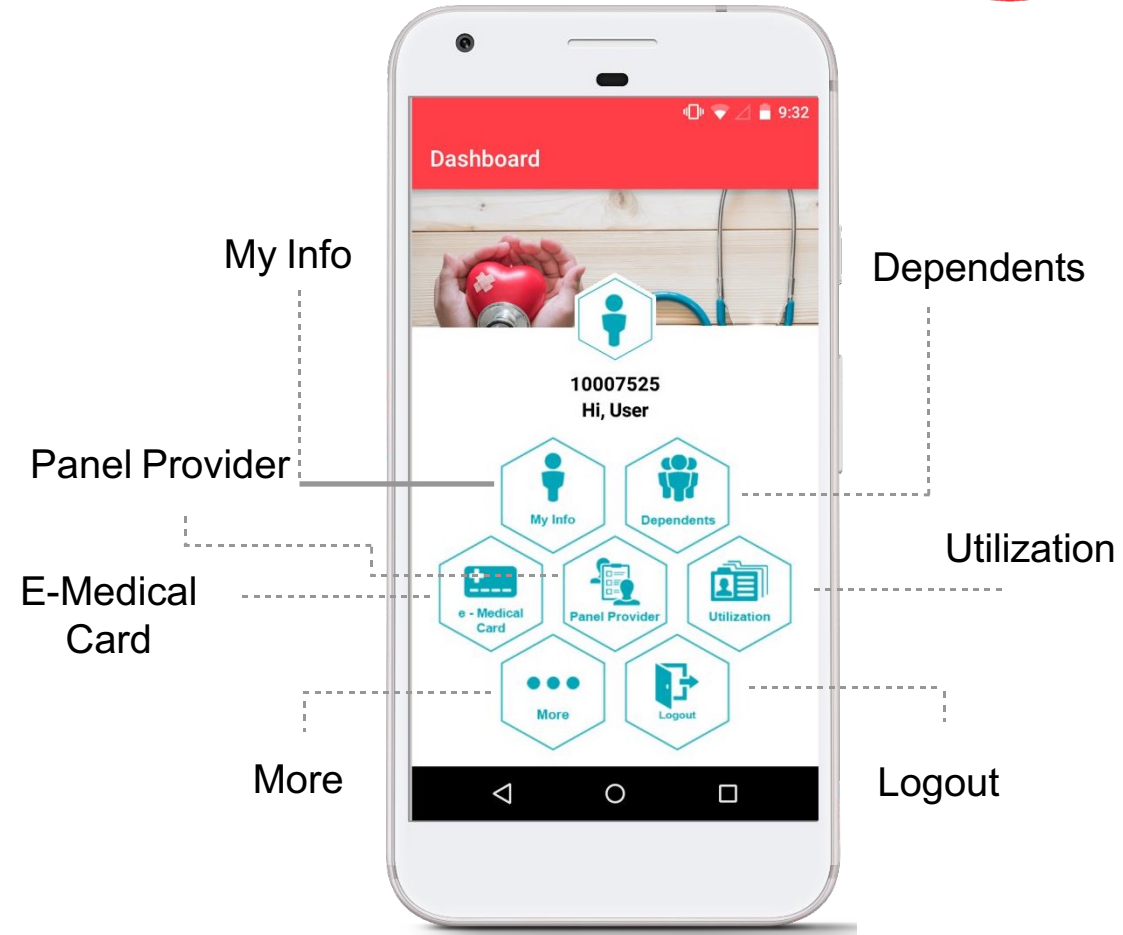 9:32
Dashboard
My Info
Dependents
10007525
Hi, User
Panel Provider
My Info
Dependents
Utilization
E-Medical
Card
e - Medical
Card
Panel Provider
Utilization
More
Logout
More
Logout